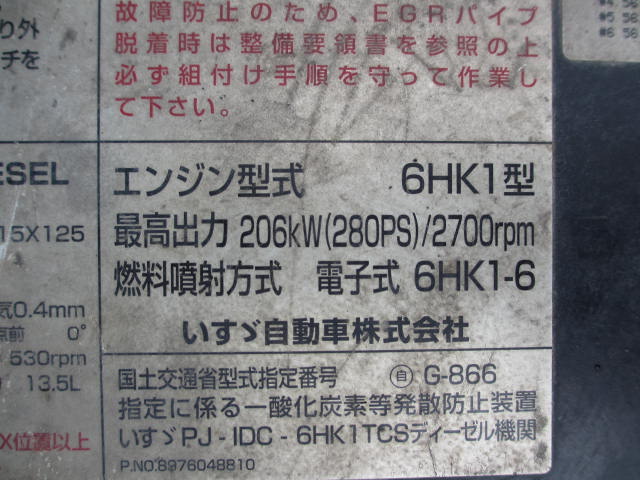 故障防止のため、EGRパイプ
脱着時は整備要領書を参照の上
必ず組付け手順を守って作業し
て下さい。
り外
チを
ESEL
15X125
気0.4mm
点前 0°
530rpm
13.5L
X位置以上
エンジン型式 6HK1型
最高出力 206kW(280PS)/2700rpm
燃料噴射方式 電子式 6HK1-6
いすゞ自動車株式会社
国土交通省型式指定番号 自 G-866
指定に係る一酸化炭素等発散防止装置
いすゞPJ-IDC-6HK1TCSディーゼル機関
P.NO.8976048810
#5 56
#6 56